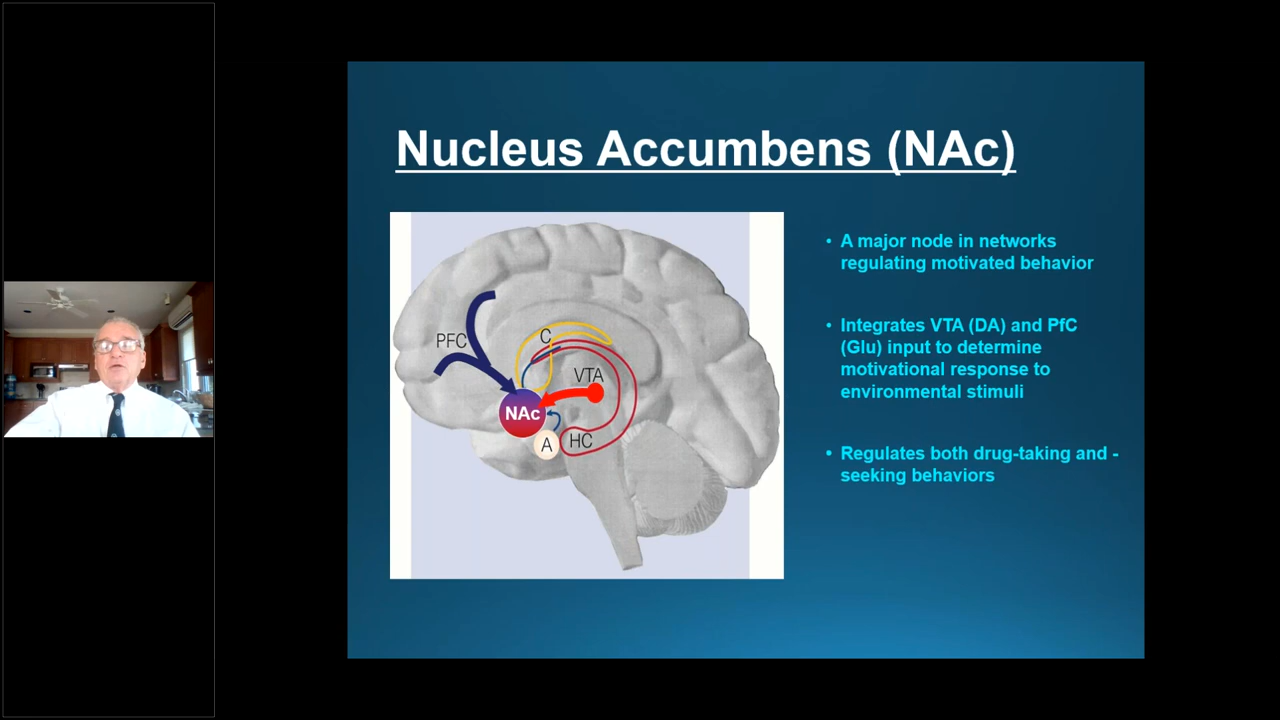 Nucleus Accumbens (NAc)
PFC
C
VTA
NAc
A
HC
• A major node in networks
regulating motivated behavior
• Integrates VTA (DA) and PfC
(Glu) input to determine
motivational response to
environmental stimuli
• Regulates both drug-taking and -
seeking behaviors